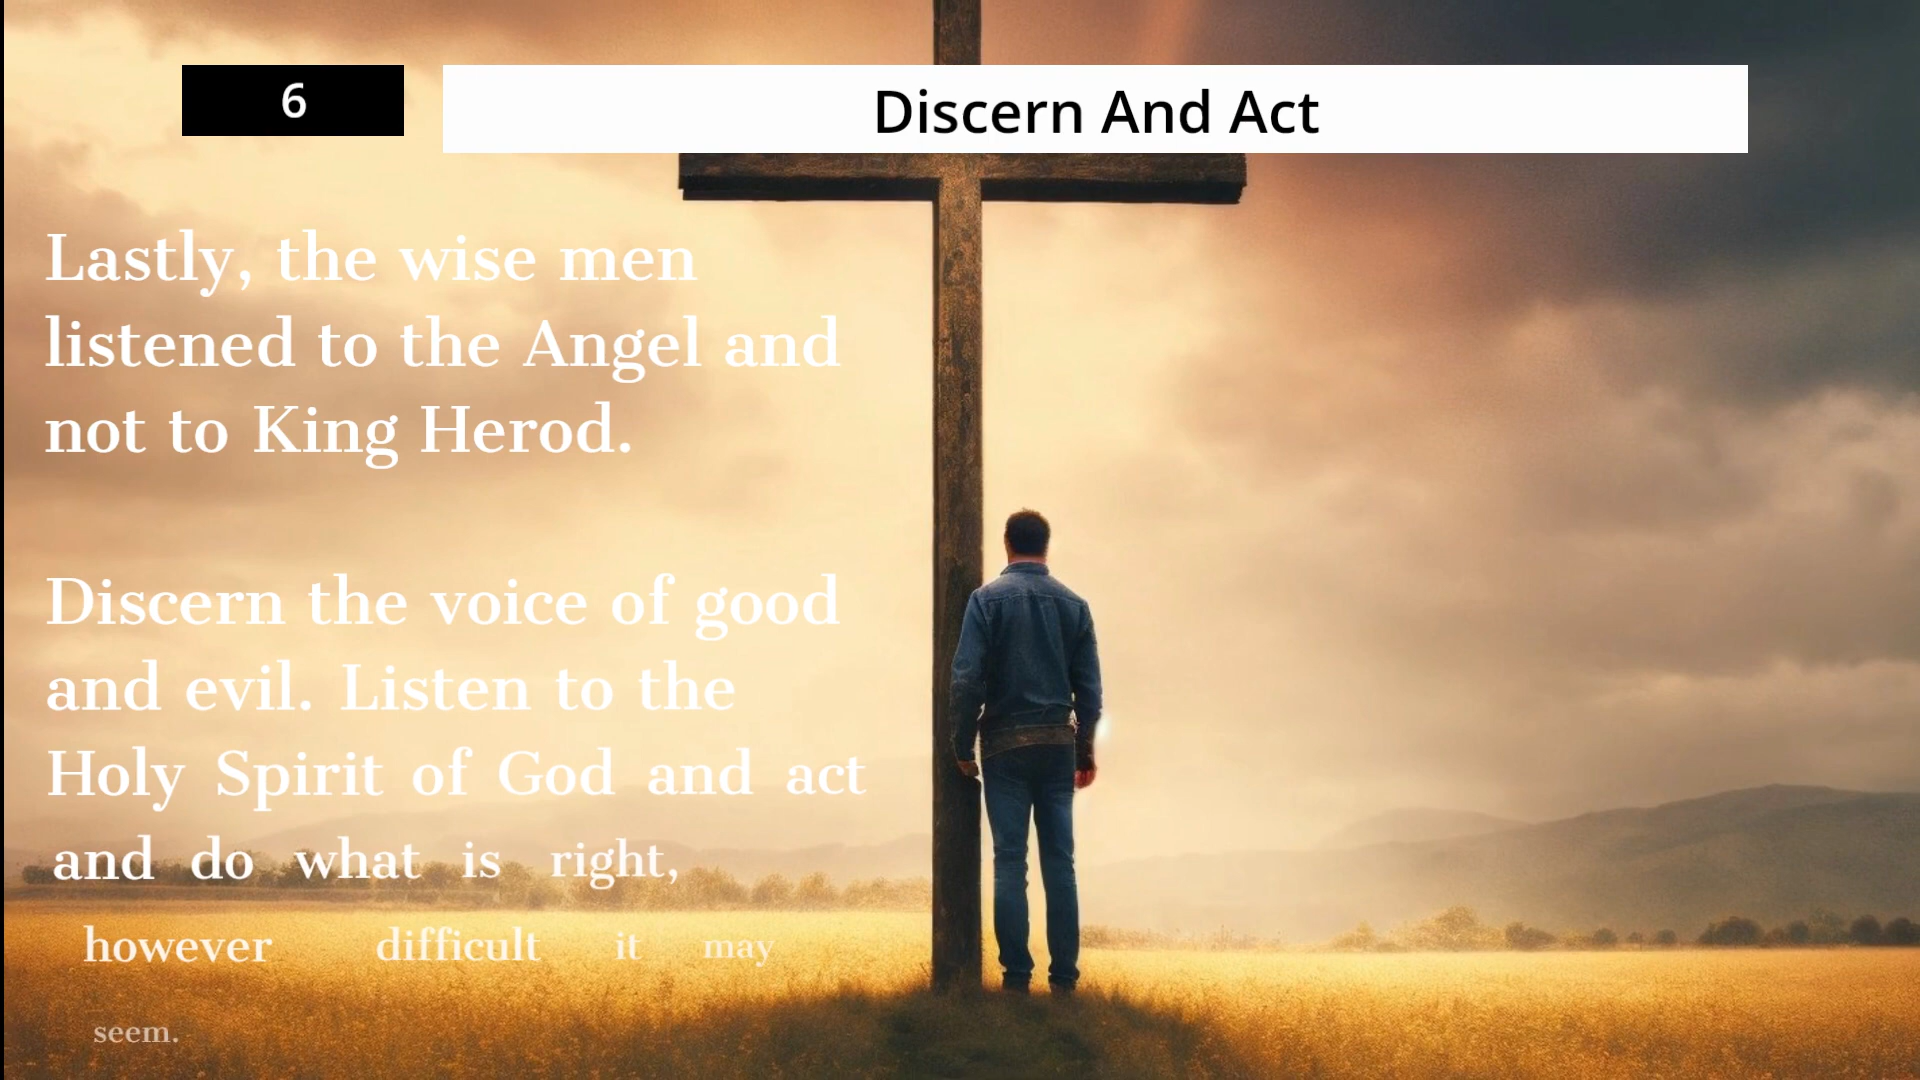 6
Discern And Act
Lastly, the wise men
listened to the Angel and
not to King Herod.
Discern the voice of good
and evil. Listen to the
Holy Spirit of God and act
and do what is right,
however difficult it may
seem.